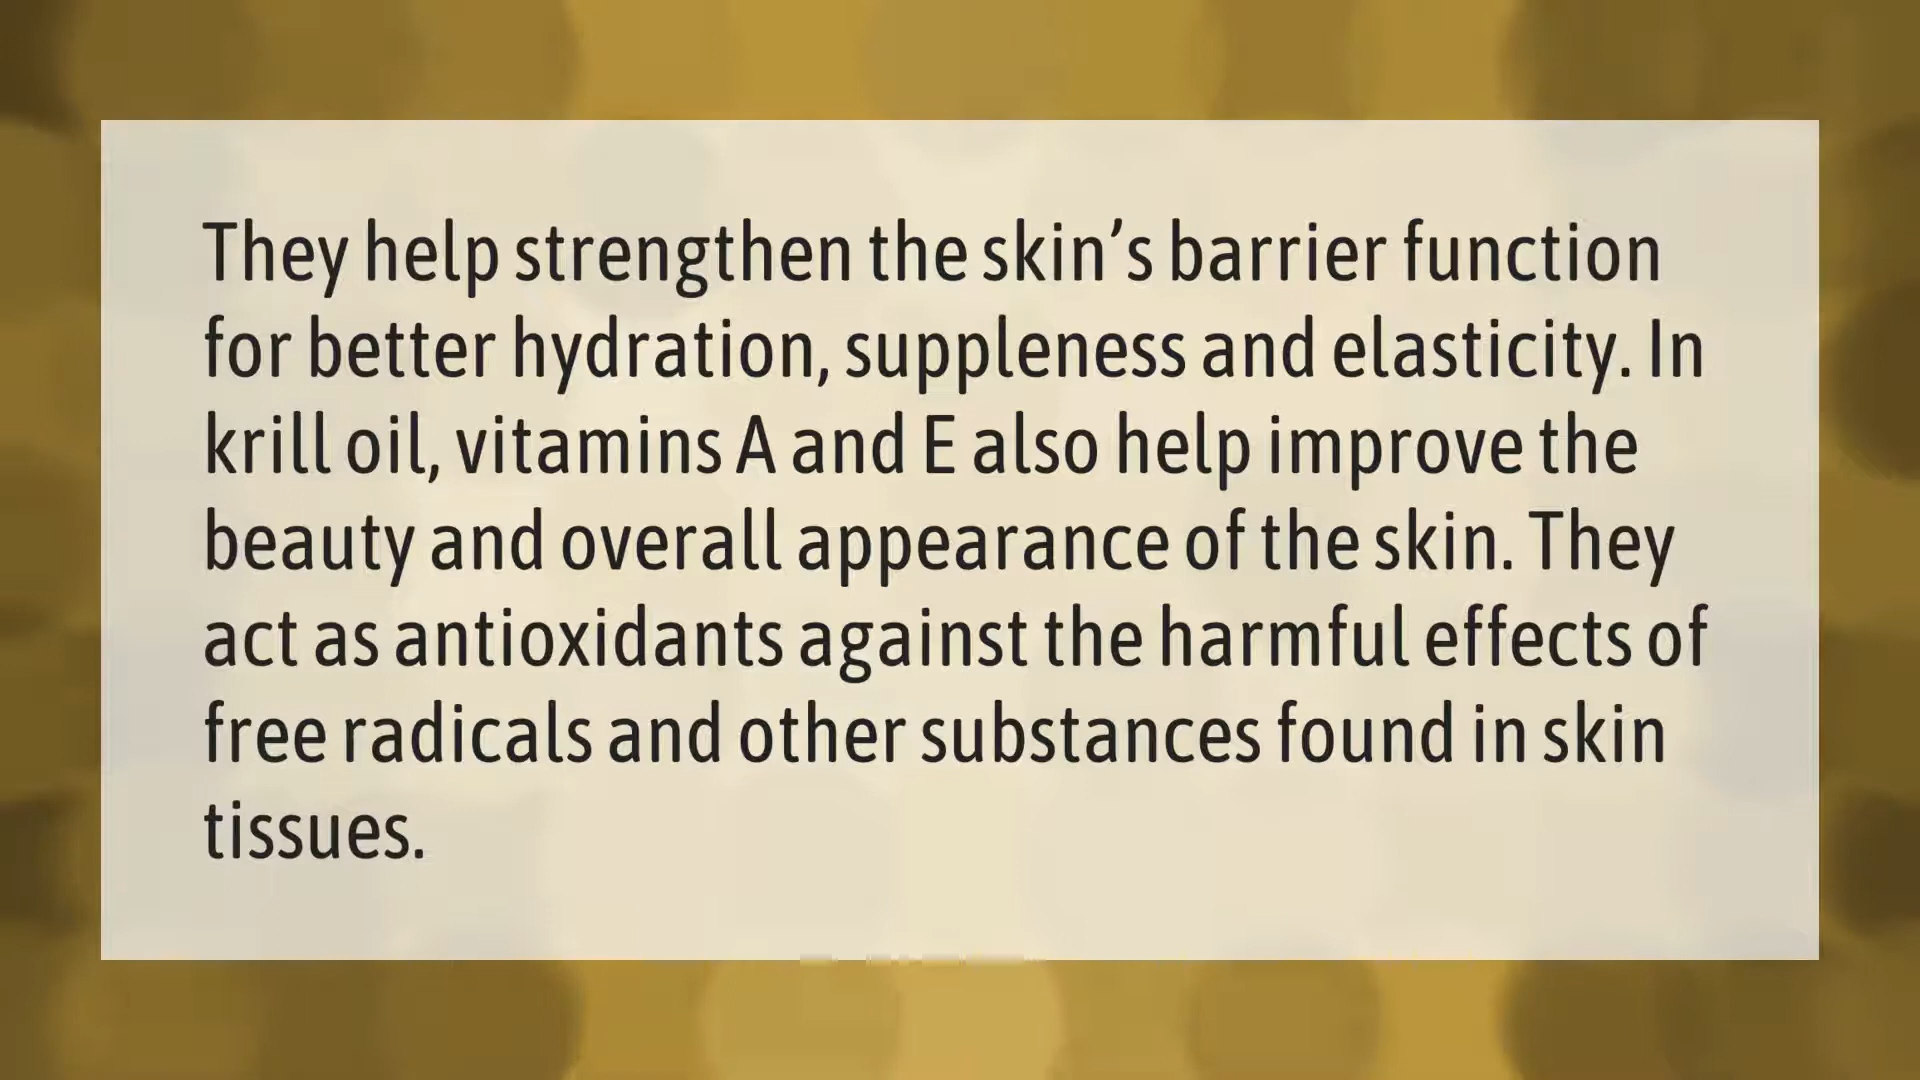 They help strengthen the skin’s barrier function
for better hydration, suppleness and elasticity. In
krill oil, vitamins A and E also help improve the
beauty and overall appearance of the skin. They
act as antioxidants against the harmful effects of
free radicals and other substances found in skin
tissues.